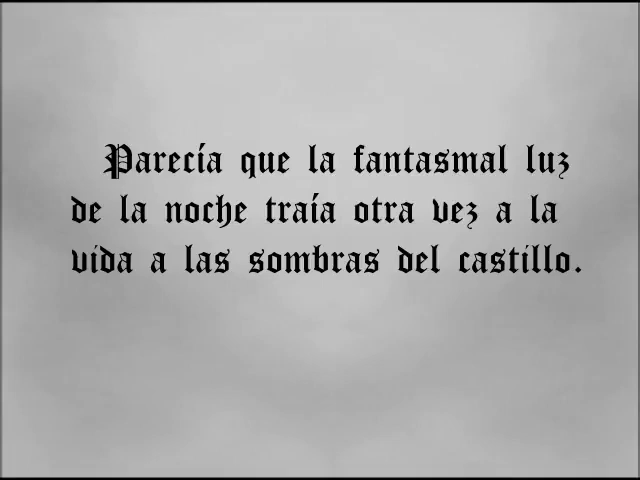 Parecía que la fantasmal luz
de la noche traía otra vez a la
vida a las sombras del castillo.